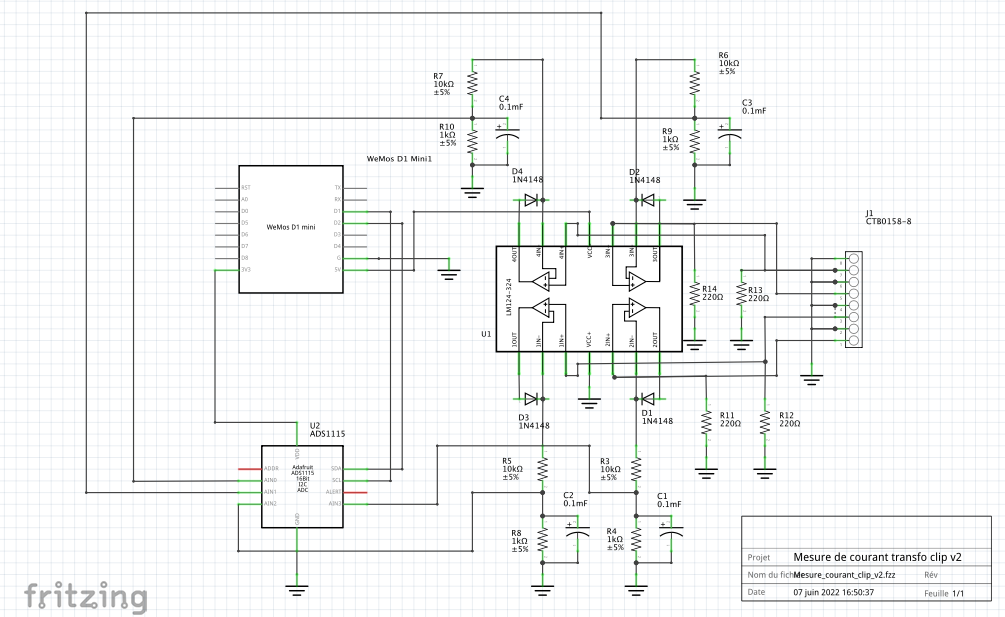 R7
10kΩ
±5%
R6
10kΩ
±5%
C4
0.1mF
C3
0.1mF
R10
1kΩ
±5%
R9
1kΩ
±5%
WeMos D1 Mini1
D4
1N4148
D2
1N4148
RST
A0
D0
D5
D6
D7
D8
3V3
TX
RX
D1
D2
D3
D4
G
5V
WeMos D1 mini
J1
CTB0158-8
4OUT
4IN-
4IN+
VCC-
3IN+
3IN-
3OUT
LM124-324
U1
1OUT
1IN-
1IN+
VCC+
2IN+
2IN-
2OUT
R14
220Ω
R13
220Ω
D3
1N4148
D1
1N4148
R11
220Ω
R12
220Ω
U2
ADS1115
VDD
ADDR
AIN0
AIN1
AIN2
Adafruit
ADS1115
16Bit
I2C
ADC
SDA
SCL
ALERT
AIN3
GND
R5
10kΩ
±5%
R3
10kΩ
±5%
C2
0.1mF
C1
0.1mF
R8
1kΩ
±5%
R4
1kΩ
±5%
Projet Mesure de courant transfo clip v2
Nom du fich Mesure_courant_clip_v2.fzz Rév
Date 07 juin 2022 16:50:37 Feuille 1/1
fritzing